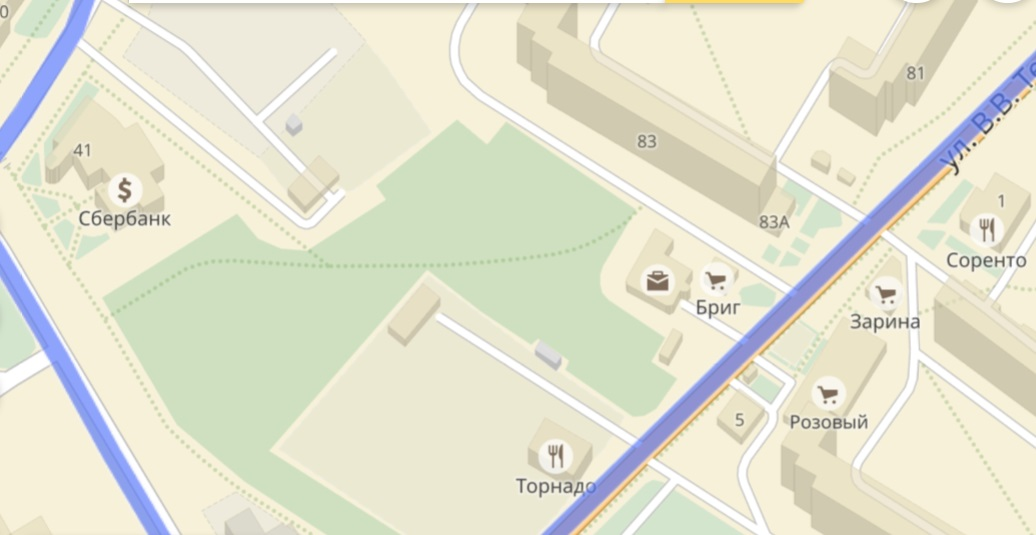 0
81
ул. В.В. Те
83
41
Сбербанк
1
83А
Соренто
Бриг
Зарина
5
Розовый
Торнадо